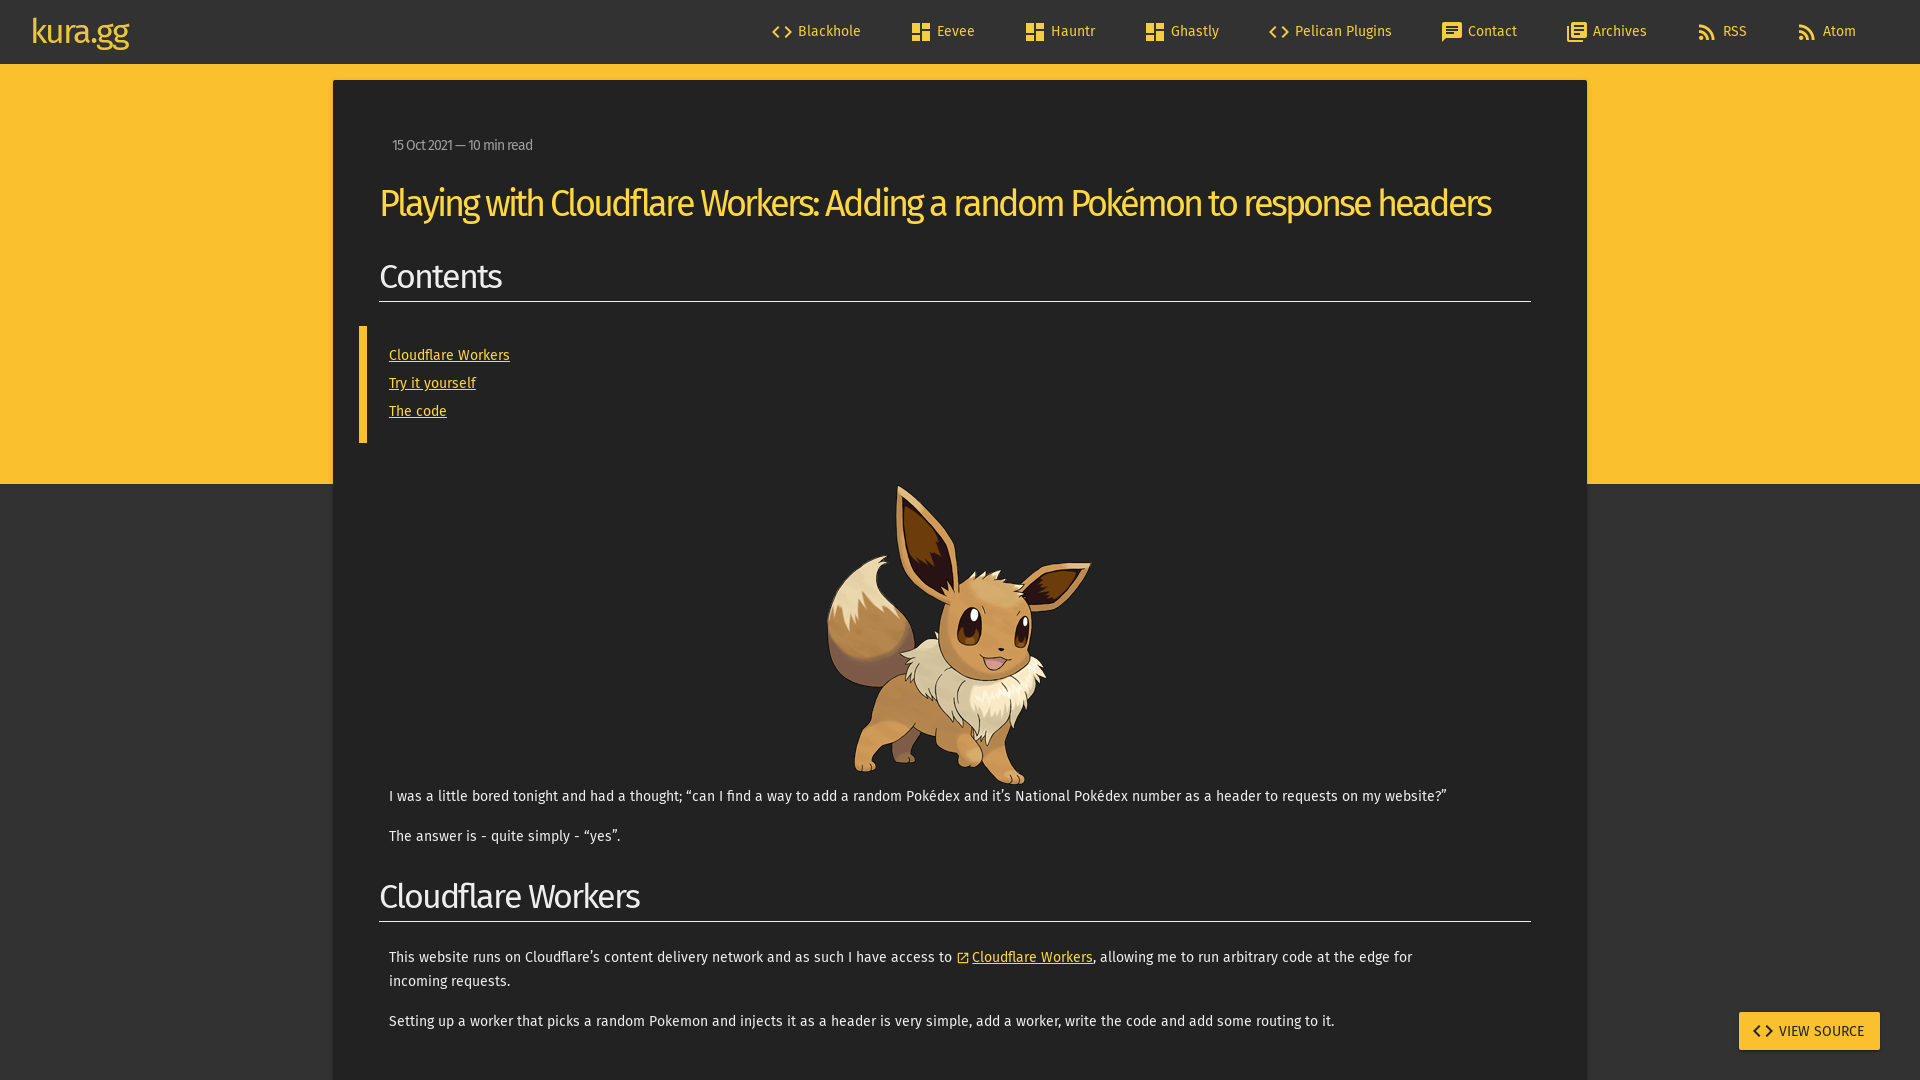 kura.gg
Blackhole
Eevee
Hauntr
Ghastly
Pelican Plugins
Contact
Archives
RSS
Atom
15 Oct 2021 — 10 min read
Playing with Cloudflare Workers: Adding a random Pokémon to response headers
Contents
Cloudflare Workers
Try it yourself
The code
I was a little bored tonight and had a thought; “can I find a way to add a random Pokédex and it’s National Pokédex number as a header to requests on my website?”
The answer is - quite simply - “yes”.
Cloudflare Workers
This website runs on Cloudflare’s content delivery network and as such I have access to Cloudflare Workers, allowing me to run arbitrary code at the edge for
incoming requests.
Setting up a worker that picks a random Pokemon and injects it as a header is very simple, add a worker, write the code and add some routing to it.
VIEW SOURCE